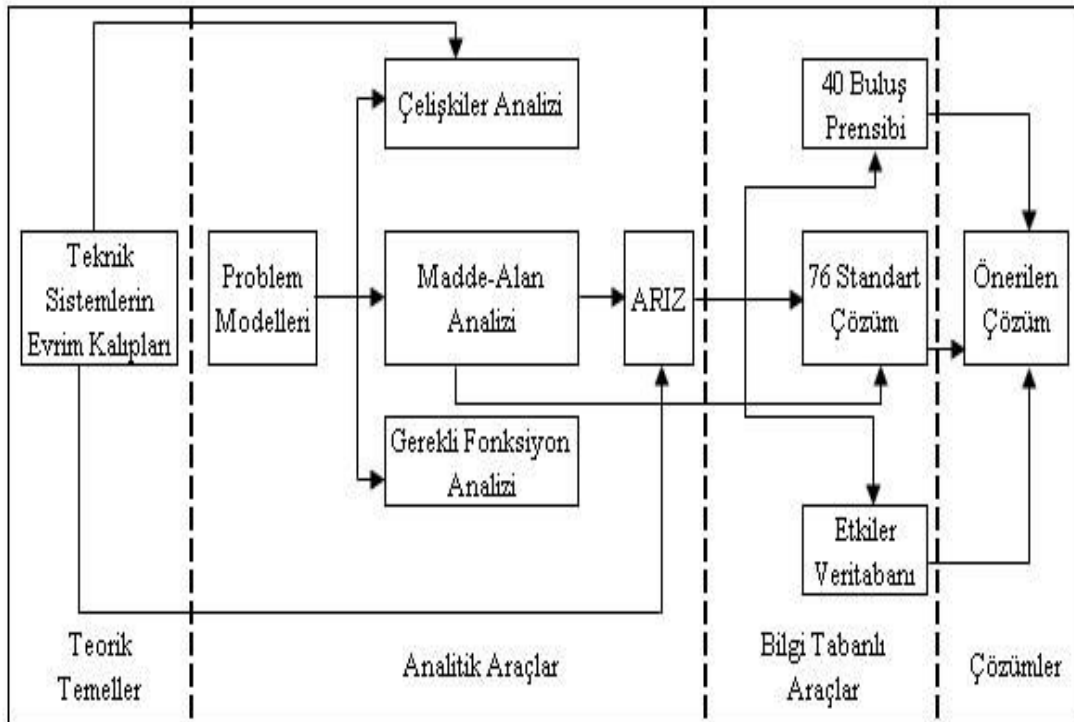 Çelişkiler Analizi
40 Buluş
Prensibi
Teknik
Sistemlerin
Evrim Kalıpları
Problem
Modelleri
Madde-Alan
Analizi
ARIZ
76 Standart
Çözüm
Önerilen
Çözüm
Gerekli Fonksiyon
Analizi
Etkiler
Veritabanı
Teorik
Temeller
Analitik Araçlar
Bilgi Tabanlı
Araçlar
Çözümler